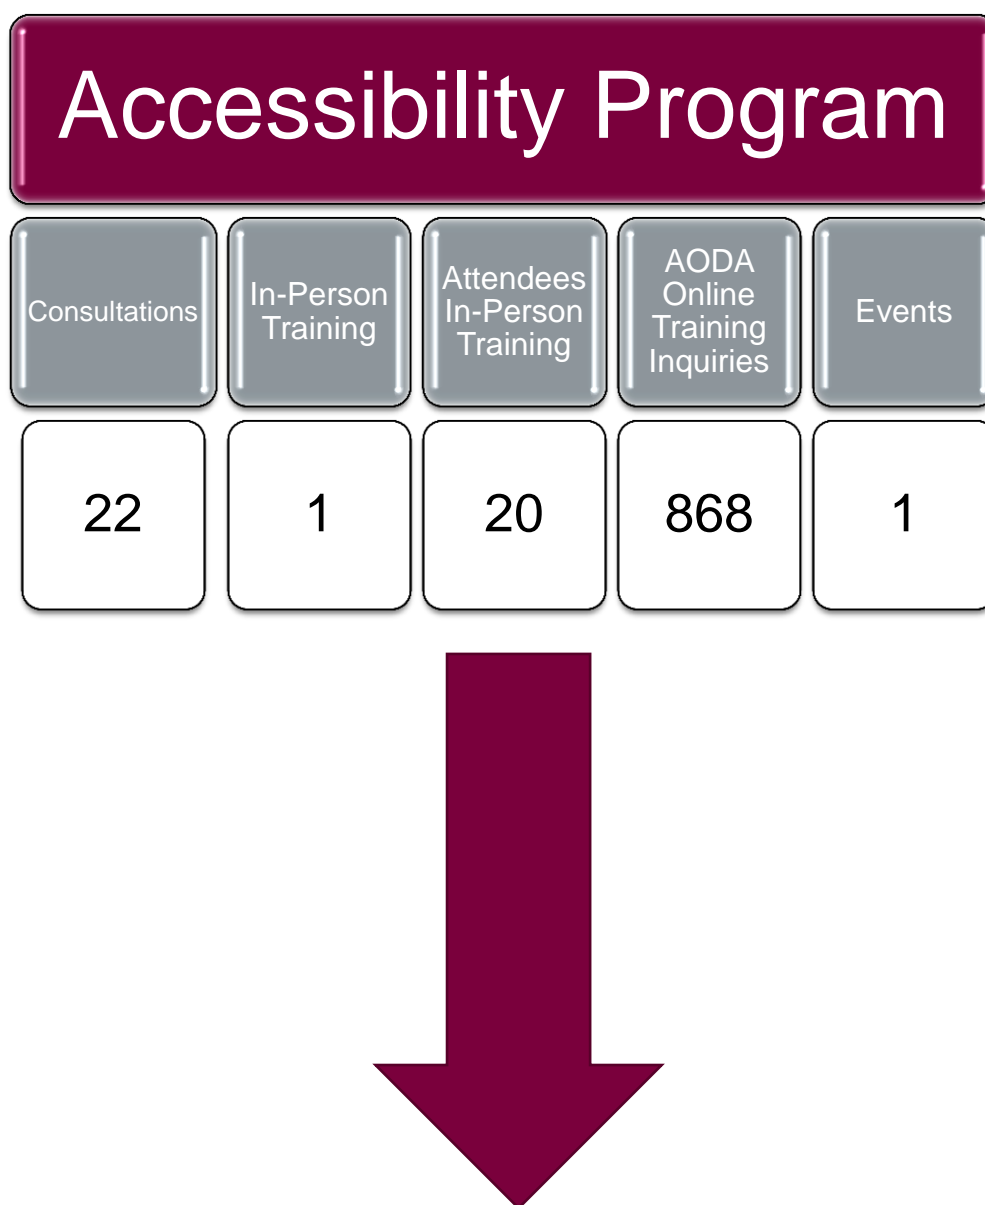 Accessibility Program
Consultations
In-Person
Training
Attendees
In-Person
Training
AODA
Online
Training
Inquiries
Events
22
1
20
868
1